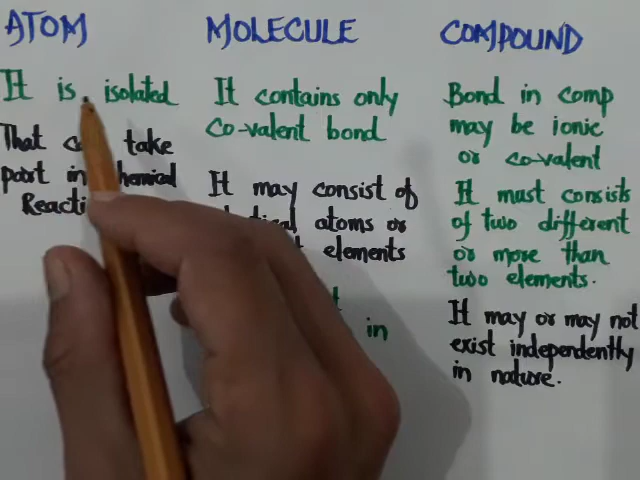 ATOM
It is isolated
That take
part in
MOLECULE
It contains only
Co-valent bond
It may consist of
atoms or
elements
in
COMPOUND
Bond in comp
may be ionic
or co-valent
It must consists
of two different
or more than
two elements.
It may or may not
exist independently
in nature.